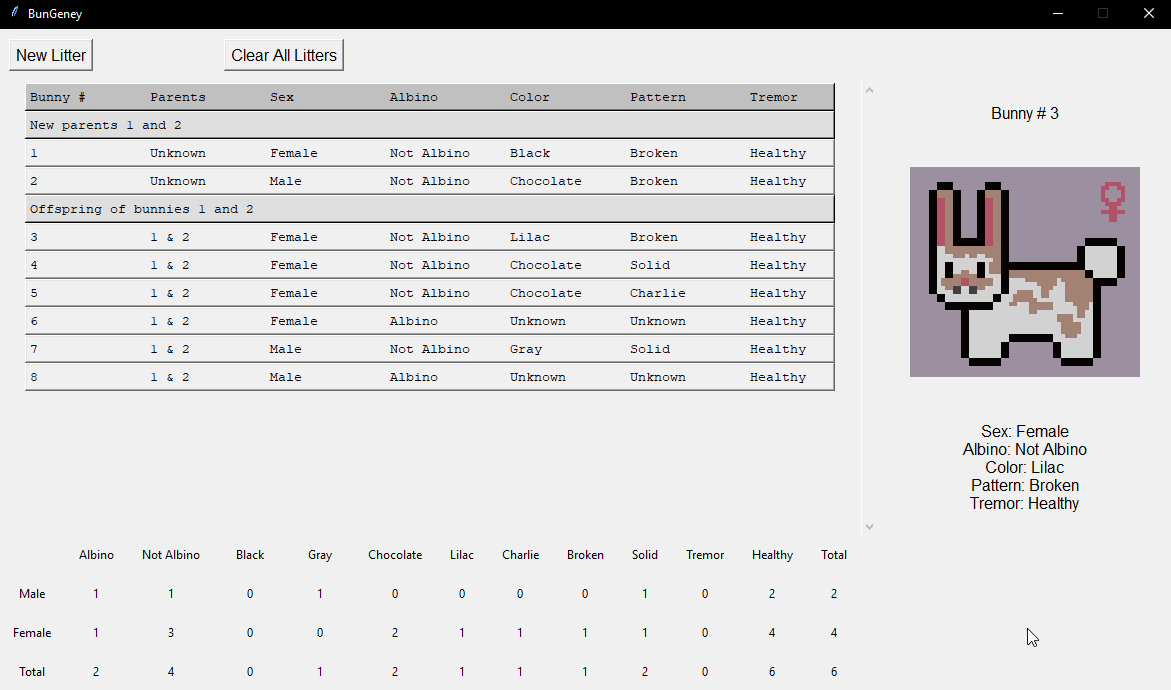 BunGeney
New Litter Clear All Litters
Bunny # Parents Sex Albino Color Pattern Tremor
New parents 1 and 2
1 Unknown Female Not Albino Black Broken Healthy
2 Unknown Male Not Albino Chocolate Broken Healthy
Offspring of bunnies 1 and 2
3 1 & 2 Female Not Albino Lilac Broken Healthy
4 1 & 2 Female Not Albino Chocolate Solid Healthy
5 1 & 2 Female Not Albino Chocolate Charlie Healthy
6 1 & 2 Female Albino Unknown Unknown Healthy
7 1 & 2 Male Not Albino Gray Solid Healthy
8 1 & 2 Male Albino Unknown Unknown Healthy
Bunny # 3
Sex: Female
Albino: Not Albino
Color: Lilac
Pattern: Broken
Tremor: Healthy
Albino Not Albino Black Gray Chocolate Lilac Charlie Broken Solid Tremor Healthy Total
Male 1 1 0 1 0 0 0 0 1 0 2 2
Female 1 3 0 0 2 1 1 1 1 0 4 4
Total 2 4 0 1 2 1 1 1 2 0 6 6